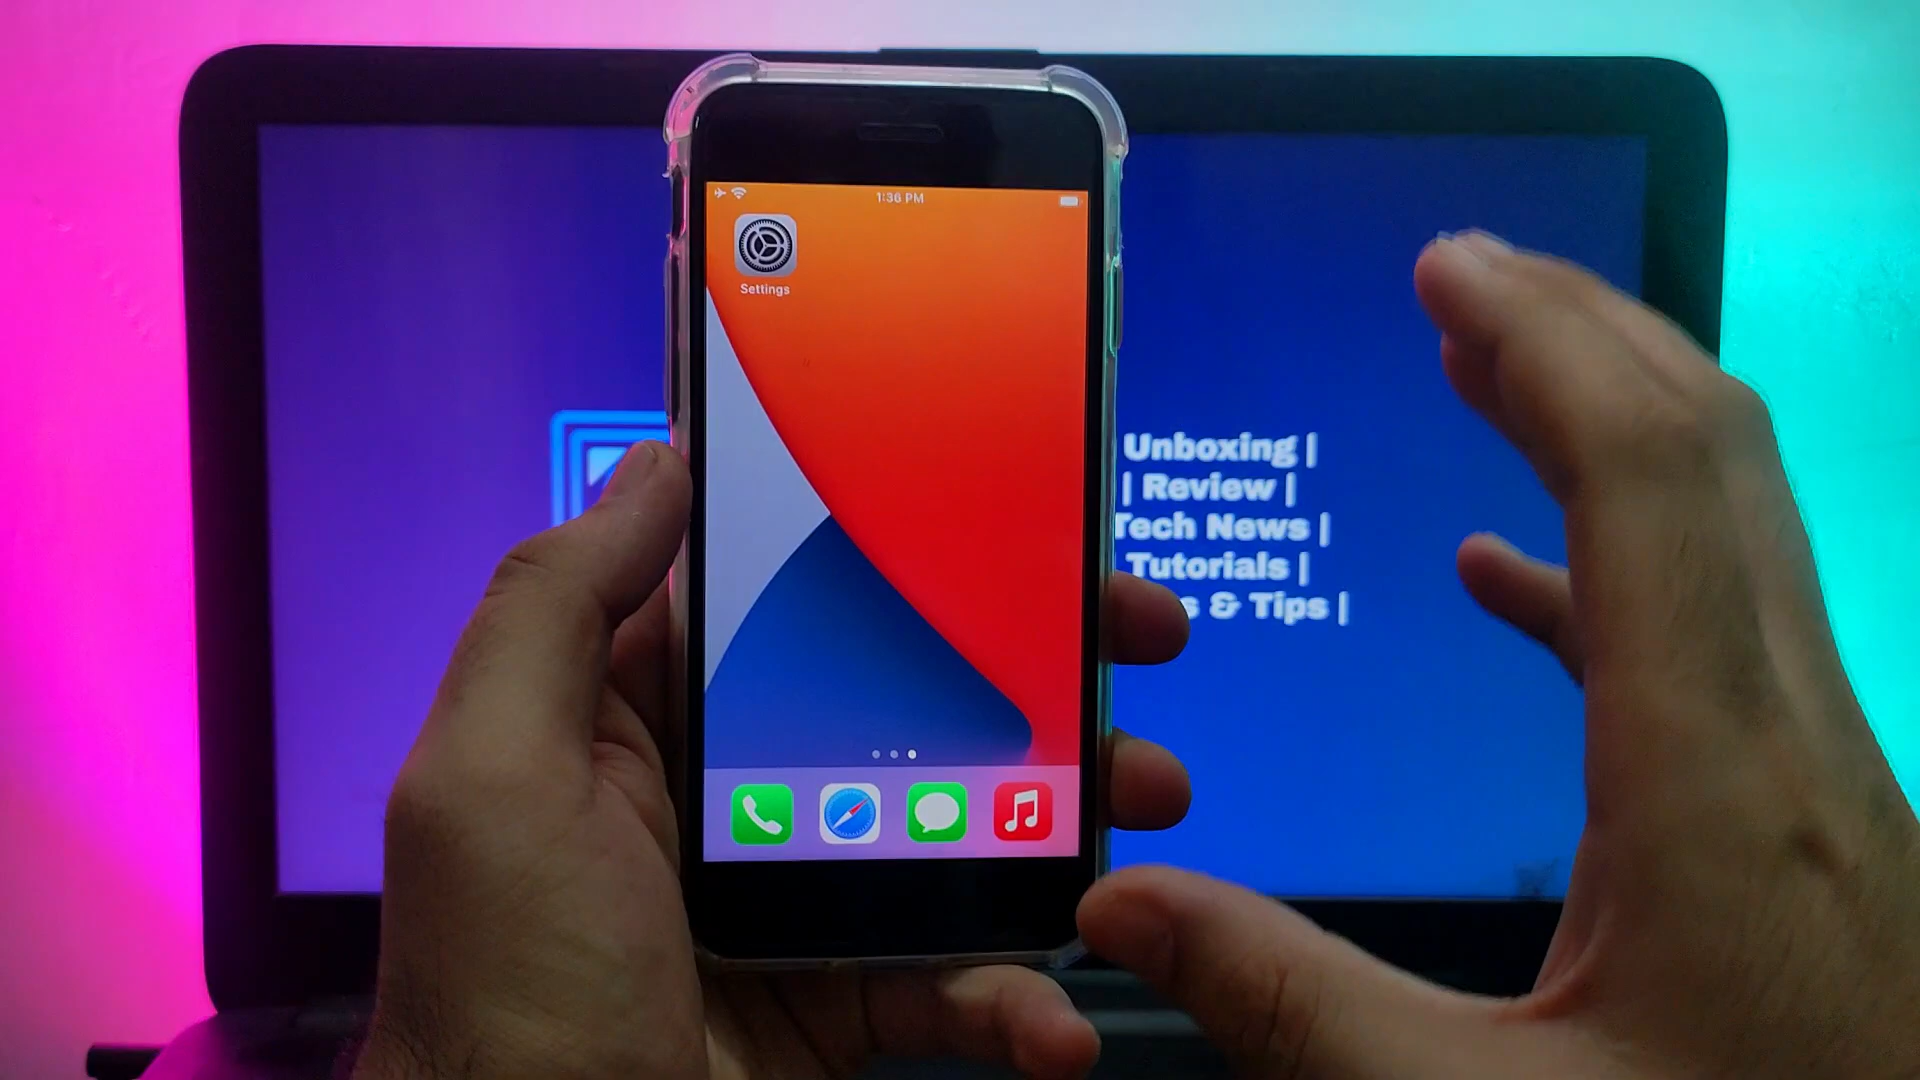 1:36 PM
Settings
Unboxing |
| Review |
Tech News |
Tutorials |
& Tips |